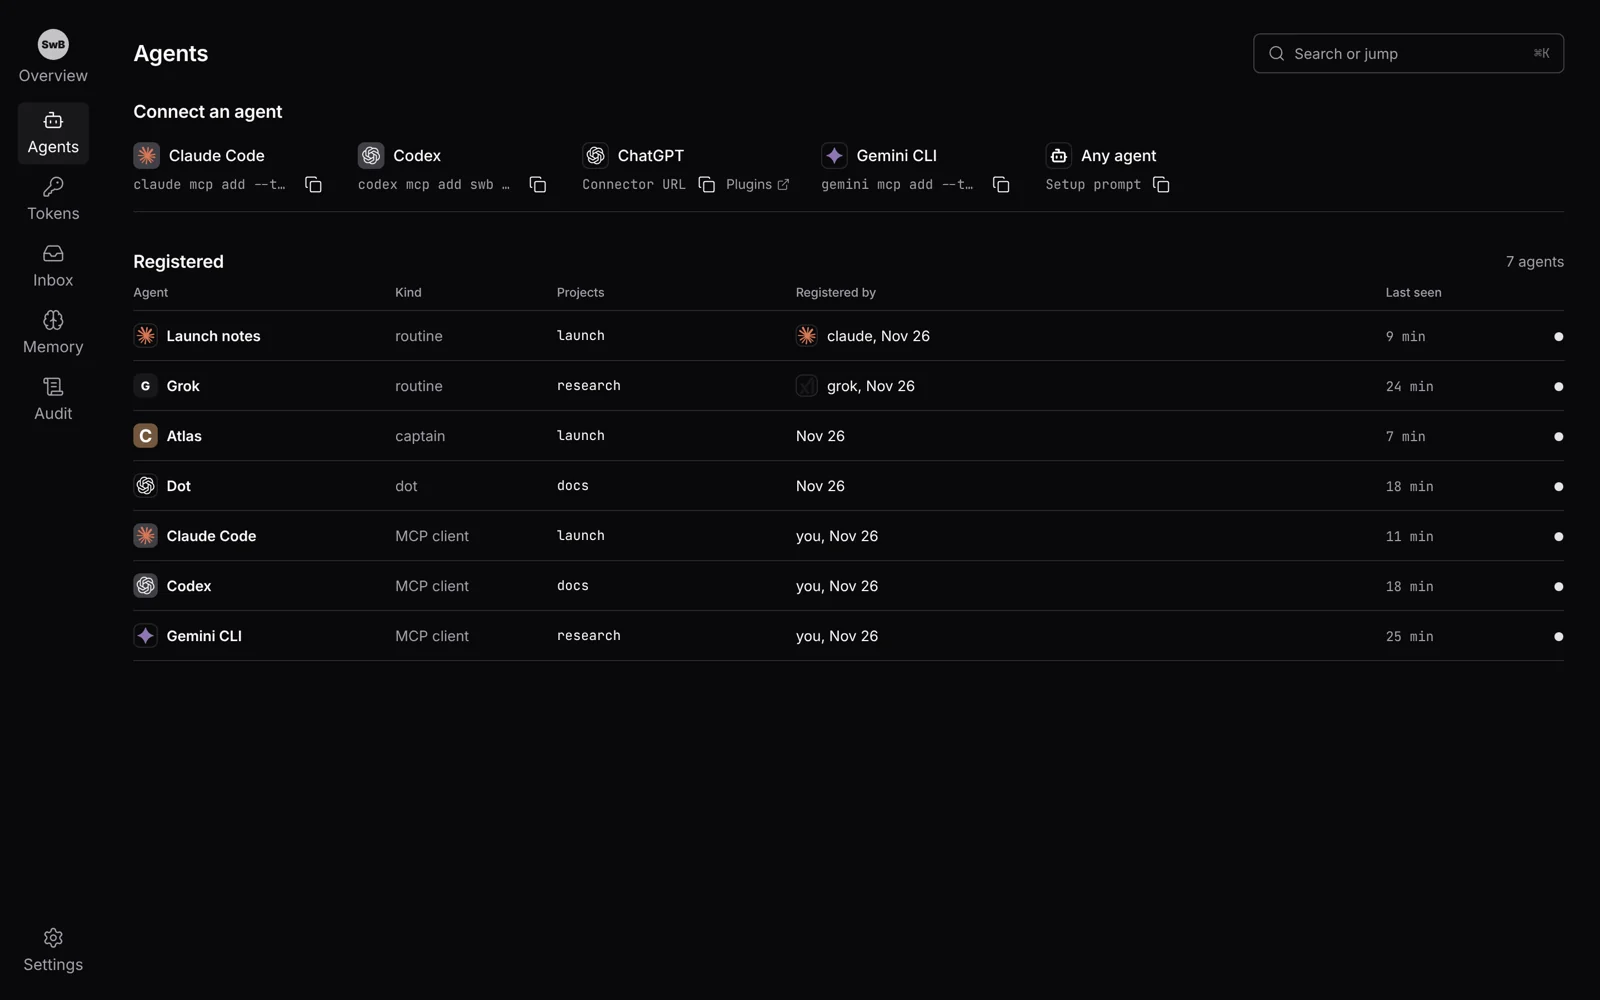 SwB
Overview
Agents
Tokens
Inbox
Memory
Audit
Settings
Agents
Search or jump ⌘K
Connect an agent
Claude Code
claude mcp add --t…
Codex
codex mcp add swb …
ChatGPT
Connector URL Plugins
Gemini CLI
gemini mcp add --t…
Any agent
Setup prompt
Registered 7 agents
Agent Kind Projects Registered by Last seen
Launch notes routine launch claude, Nov 26 9 min
G Grok routine research grok, Nov 26 24 min
C Atlas captain launch Nov 26 7 min
Dot dot docs Nov 26 18 min
Claude Code MCP client launch you, Nov 26 11 min
Codex MCP client docs you, Nov 26 18 min
Gemini CLI MCP client research you, Nov 26 25 min